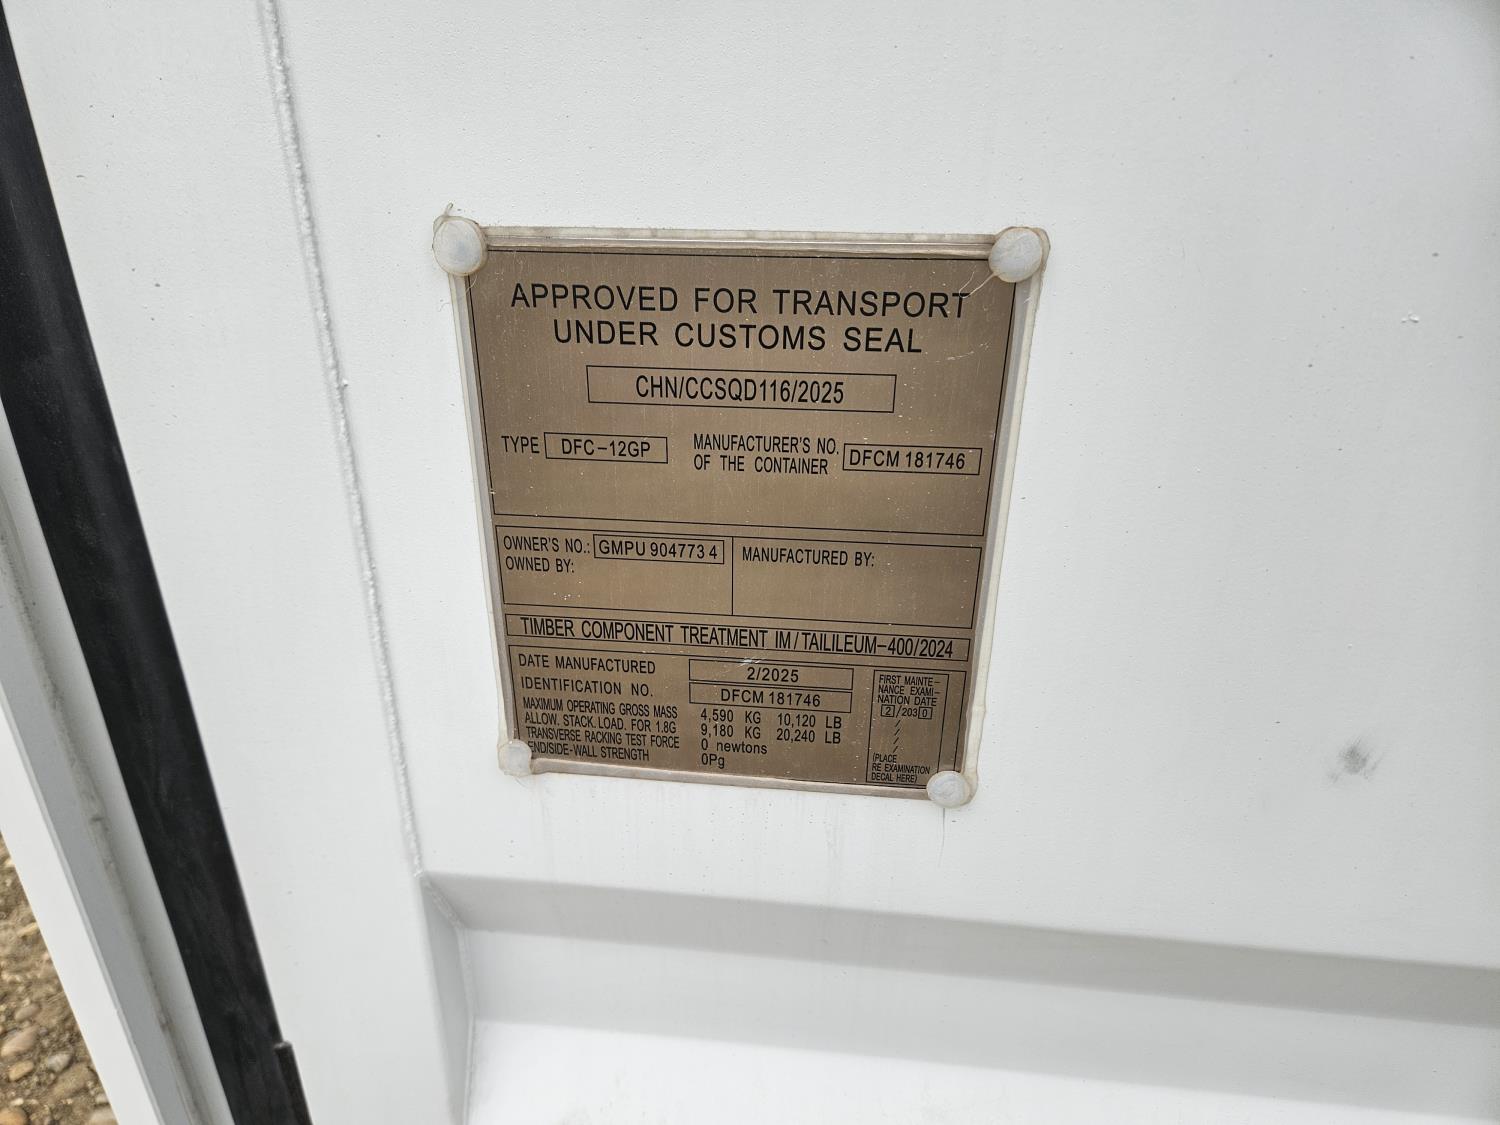 APPROVED FOR TRANSPORT
UNDER CUSTOMS SEAL
CHN/CCSQD116/2025
TYPE DFC-12GP MANUFACTURER'S NO. OF THE CONTAINER DFCM 181746
OWNER'S NO.: GMPU 904773 4
OWNED BY:
MANUFACTURED BY:
TIMBER COMPONENT TREATMENT IM/TAILILEUM-400/2024
DATE MANUFACTURED 2/2025
IDENTIFICATION NO. DFCM 181746
MAXIMUM OPERATING GROSS MASS 4,590 KG 10,120 LB
ALLOW. STACK.LOAD. FOR 1.8G 9,180 KG 20,240 LB
TRANSVERSE RACKING TEST FORCE 0 newtons
END/SIDE-WALL STRENGTH 0Pg
FIRST MAINTE-
NANCE EXAMI-
NATION DATE
2/2030
/
/
/
(PLACE
RE EXAMINATION
DECAL HERE)